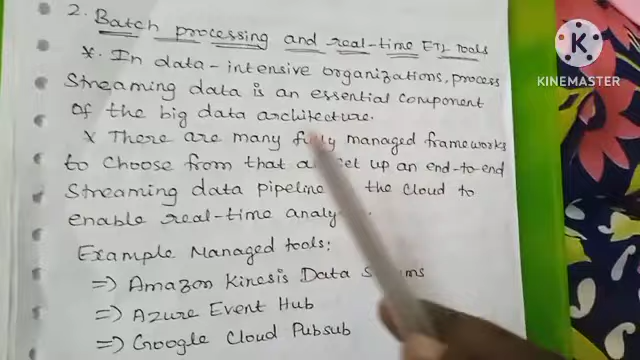 2. Batch processing and real-time ETL tools
*. In data-intensive organizations, process
Streaming data is an essential component
of the big data architecture.
* There are many fully managed frameworks
to choose from that set up an end-to-end
Streaming data pipeline the cloud to
enable real-time
Example Managed tools:
=> Amazon Kinesis Data
=> Azure Event Hub
=> Google Cloud Pubsub
KINEMASTER